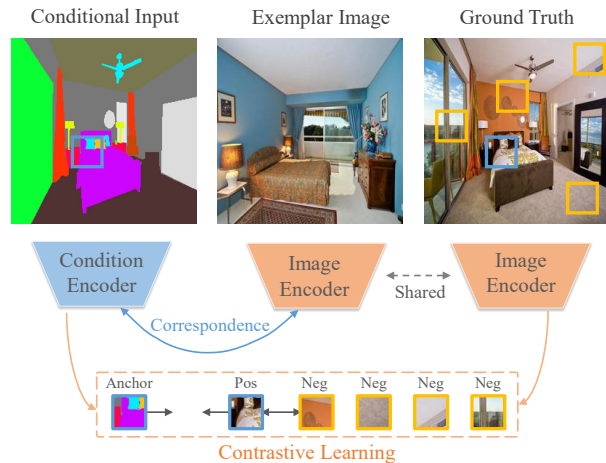 Conditional Input
Exemplar Image
Ground Truth
Condition
Encoder
Image
Encoder
Shared
Image
Encoder
Correspondence
Anchor
Pos
Neg
Neg
Neg
Neg
Contrastive Learning